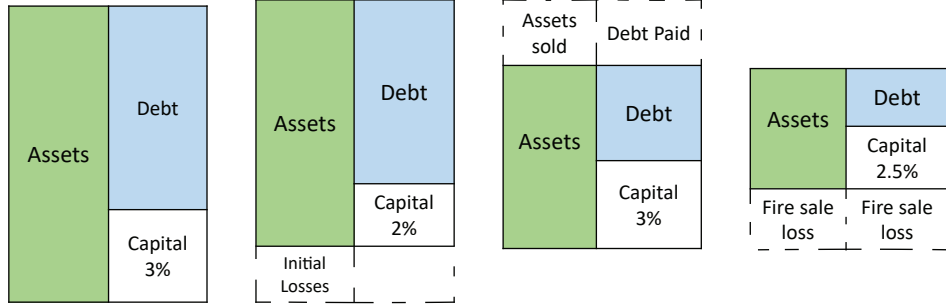 Assets
Debt
Capital
3%
Assets
Debt
Capital
2%
Initial
Losses
Assets
sold
Debt Paid
Assets
Debt
Capital
3%
Assets
Debt
Capital
2.5%
Fire sale
loss
Fire sale
loss